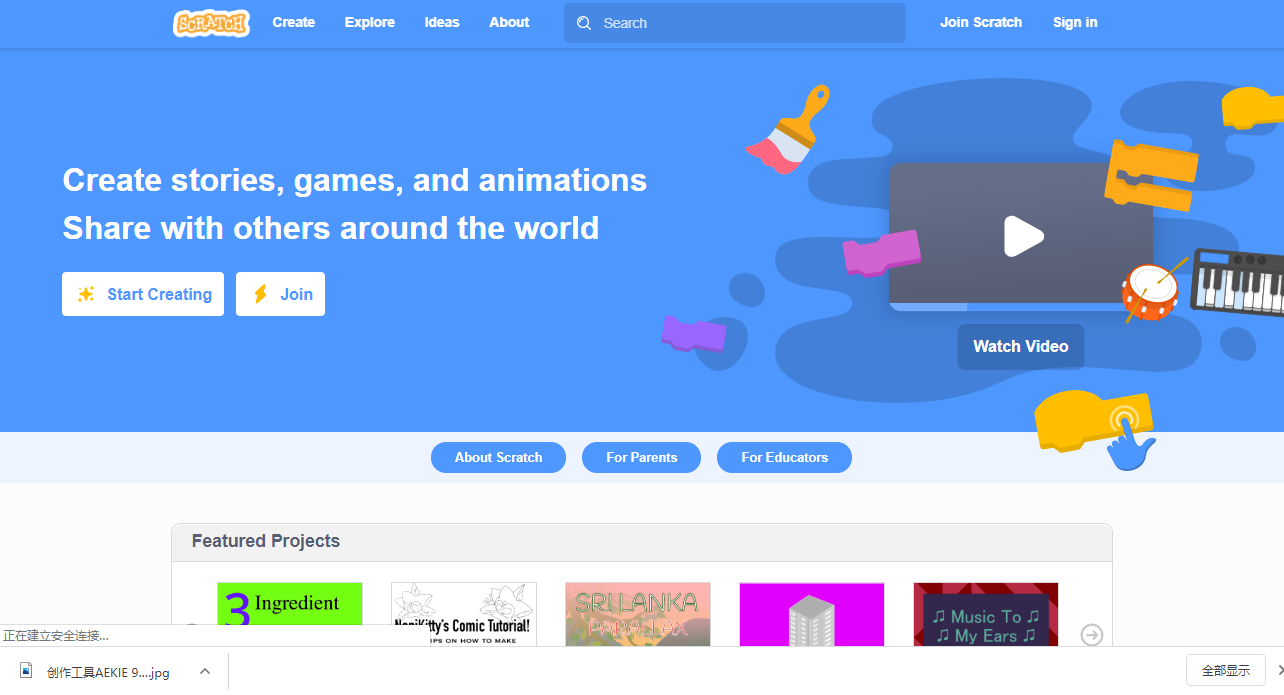 SCRATCH Create Explore Ideas About Search Join Scratch Sign in
Create stories, games, and animations
Share with others around the world
Start Creating Join
Watch Video
About Scratch For Parents For Educators
Featured Projects
3 Ingredient
NopiKitty's Comic Tutorial!
IPS ON HOW TO MAKE
SRI LANKA
PARALLAX
♫ Music To ♫
♫ My Ears ♫
正在建立安全连接...
创作工具AEKIE 9....jpg
全部显示